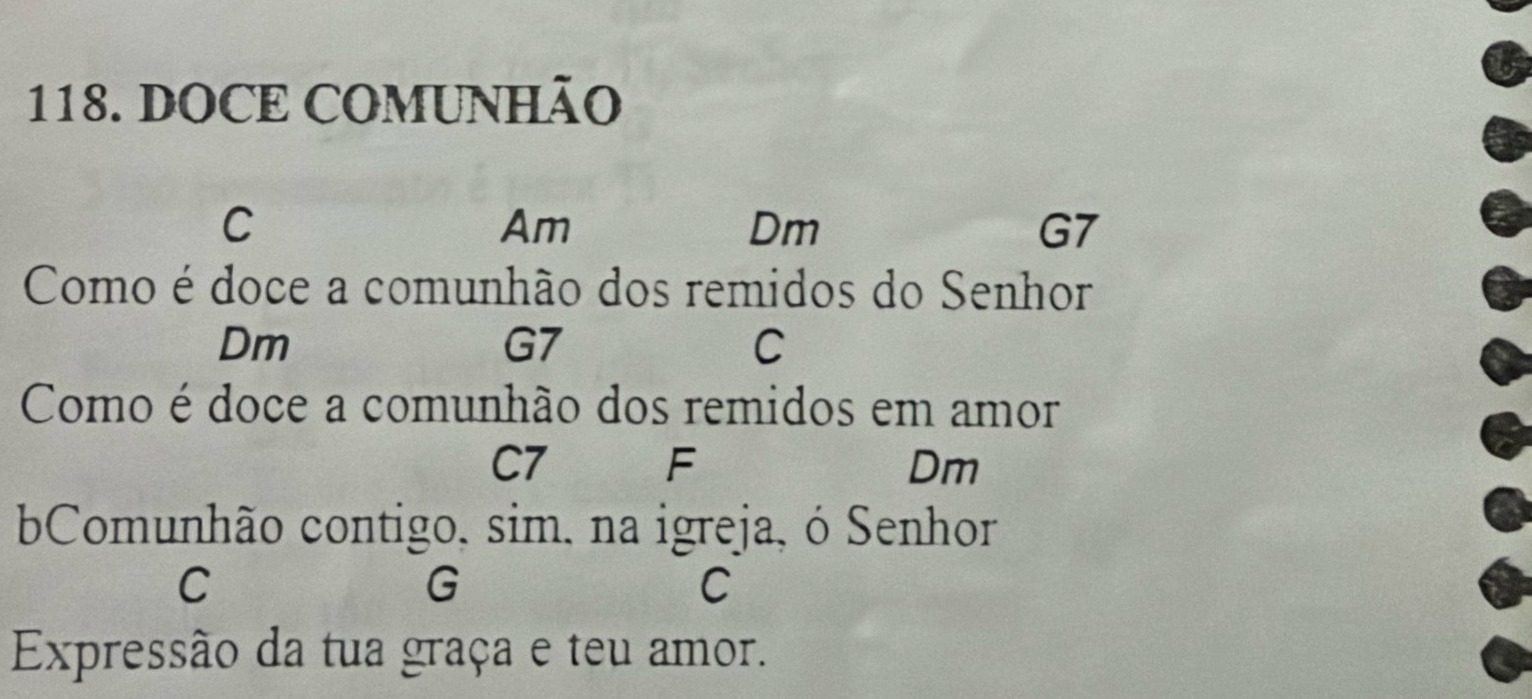 118. DOCE COMUNHÃO
C Am Dm G7
Como é doce a comunhão dos remidos do Senhor
Dm G7 C
Como é doce a comunhão dos remidos em amor
C7 F Dm
bComunhão contigo, sim, na igreja, ó Senhor
C G C
Expressão da tua graça e teu amor.